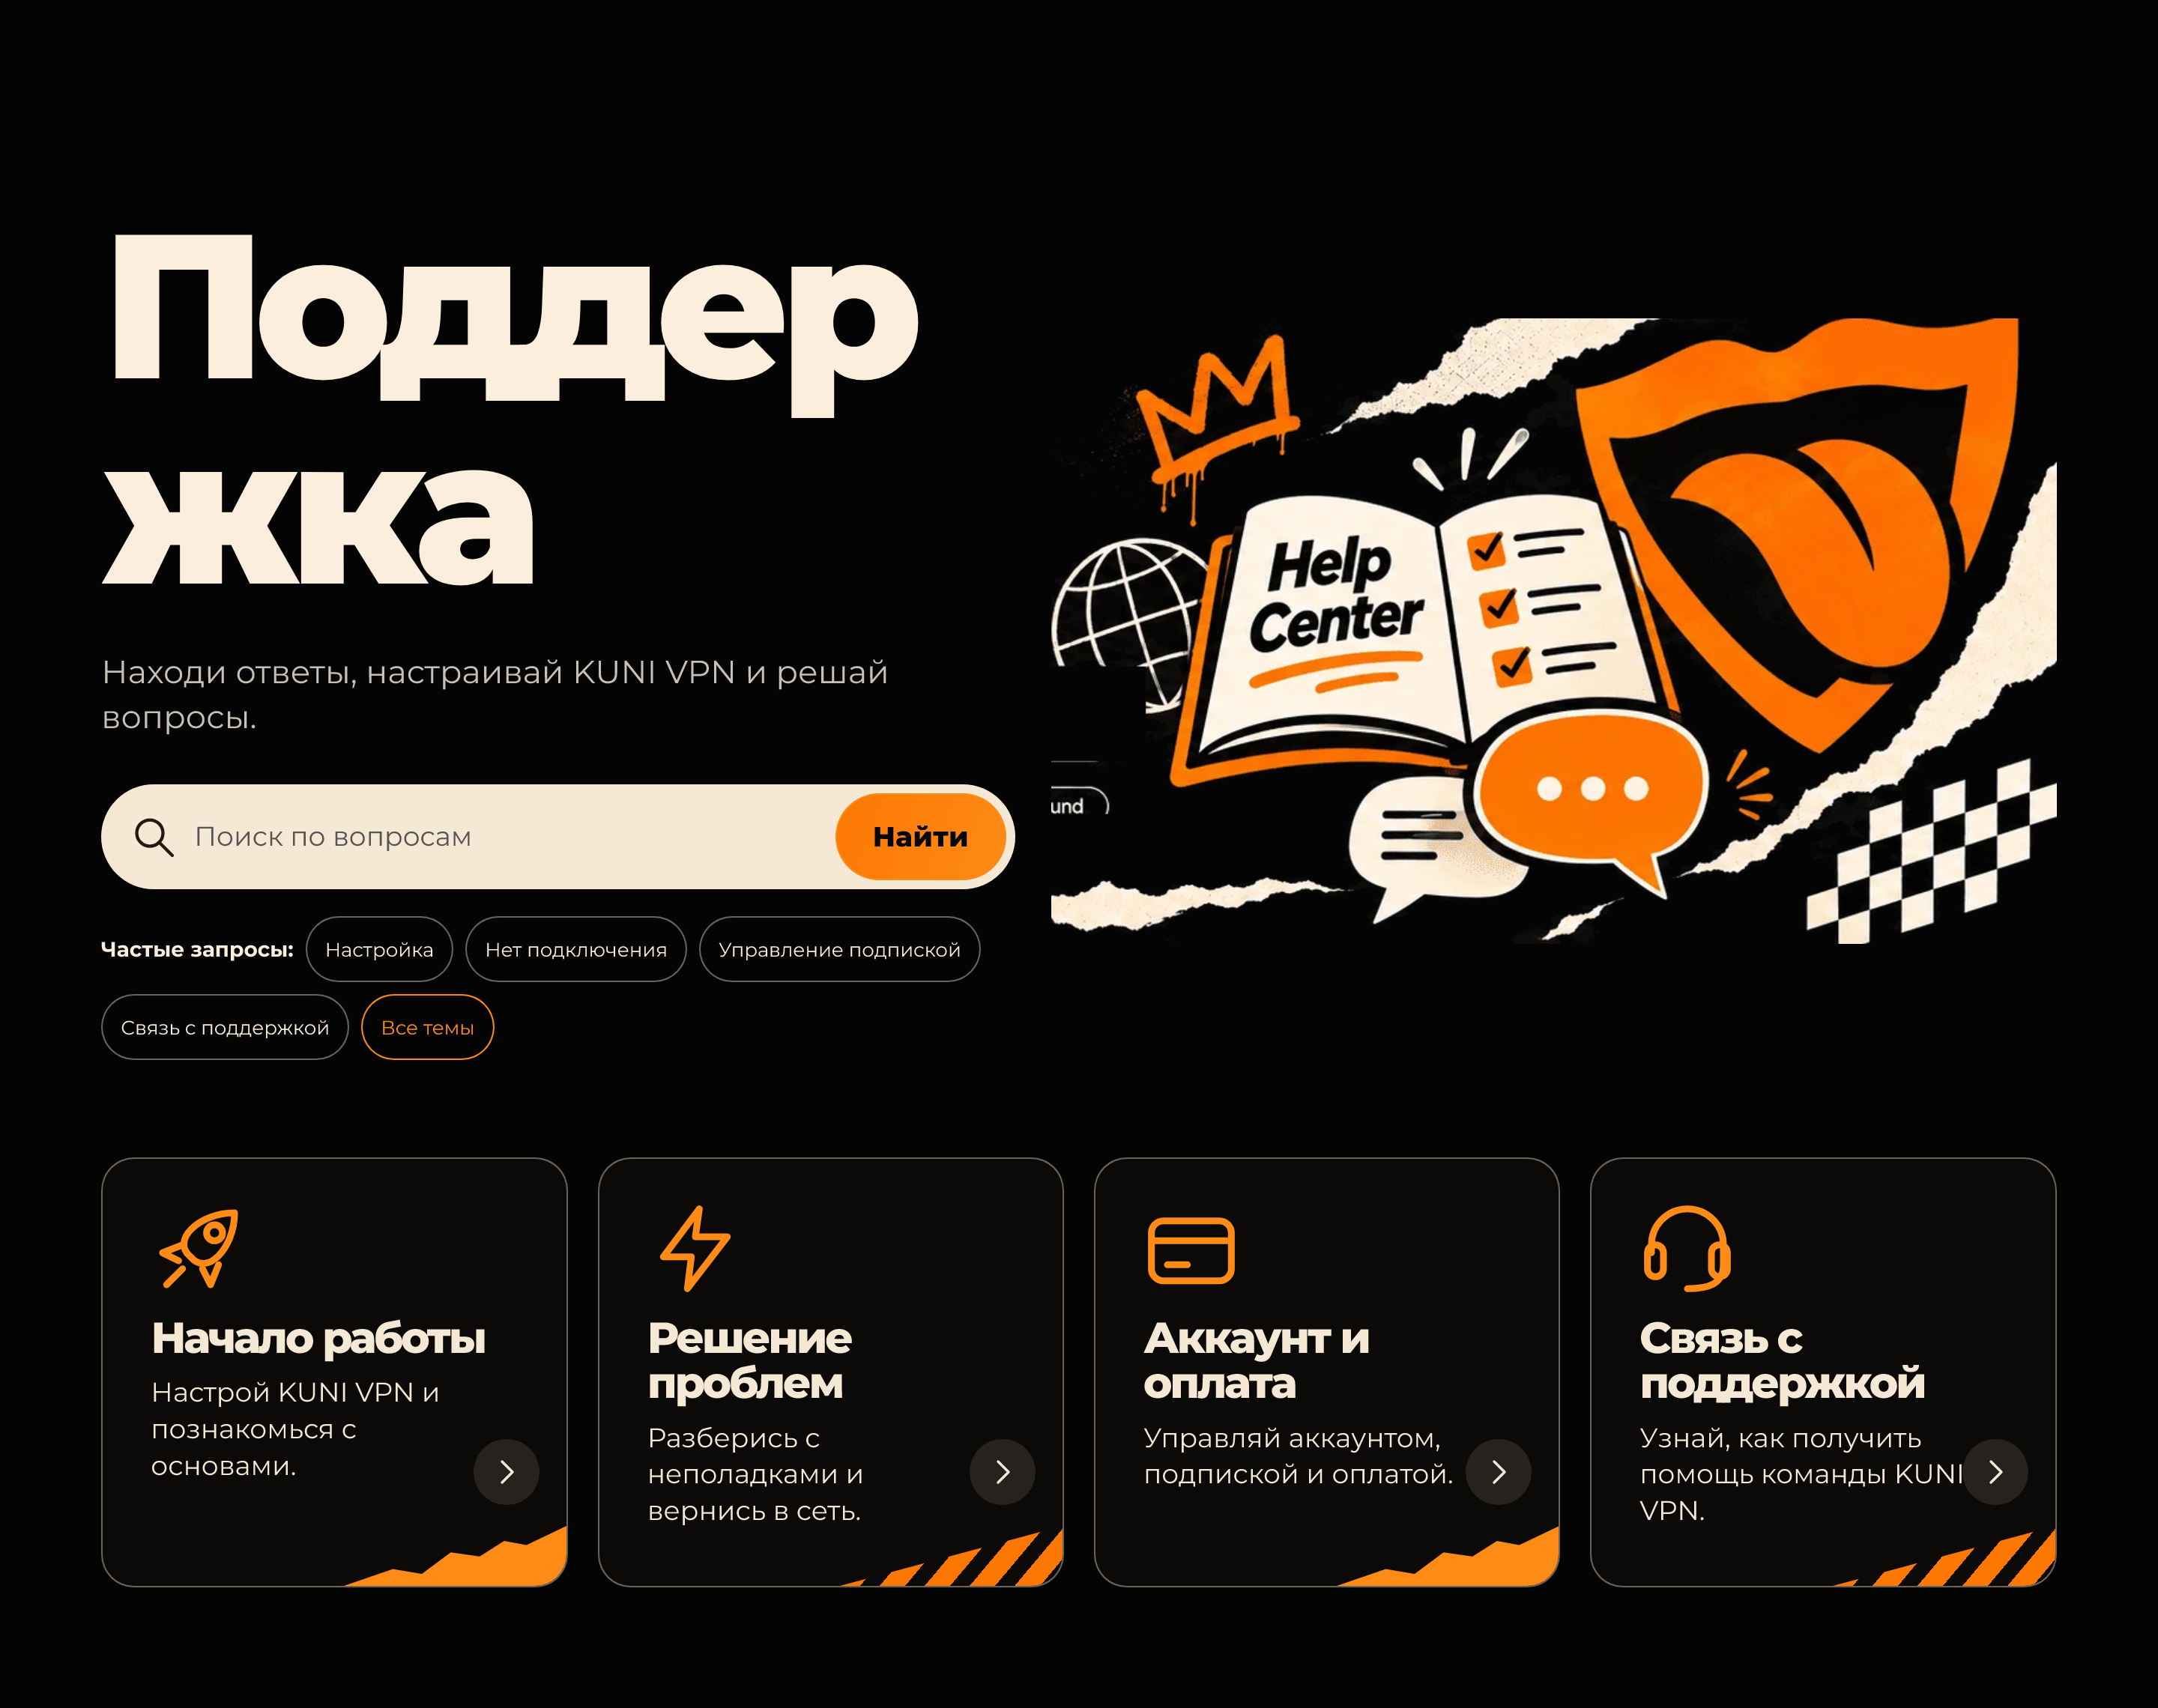 Поддер
жка
Находи ответы, настраивай KUNI VPN и решай
вопросы.
Поиск по вопросам
Найти
Частые запросы:
Настройка
Нет подключения
Управление подпиской
Связь с поддержкой
Все темы
Help
Center
und
Начало работы
Настрой KUNI VPN и
познакомься с
основами.
Решение
проблем
Разберись с
неполадками и
вернись в сеть.
Аккаунт и
оплата
Управляй аккаунтом,
подпиской и оплатой.
Связь с
поддержкой
Узнай, как получить
помощь команды KUNI
VPN.